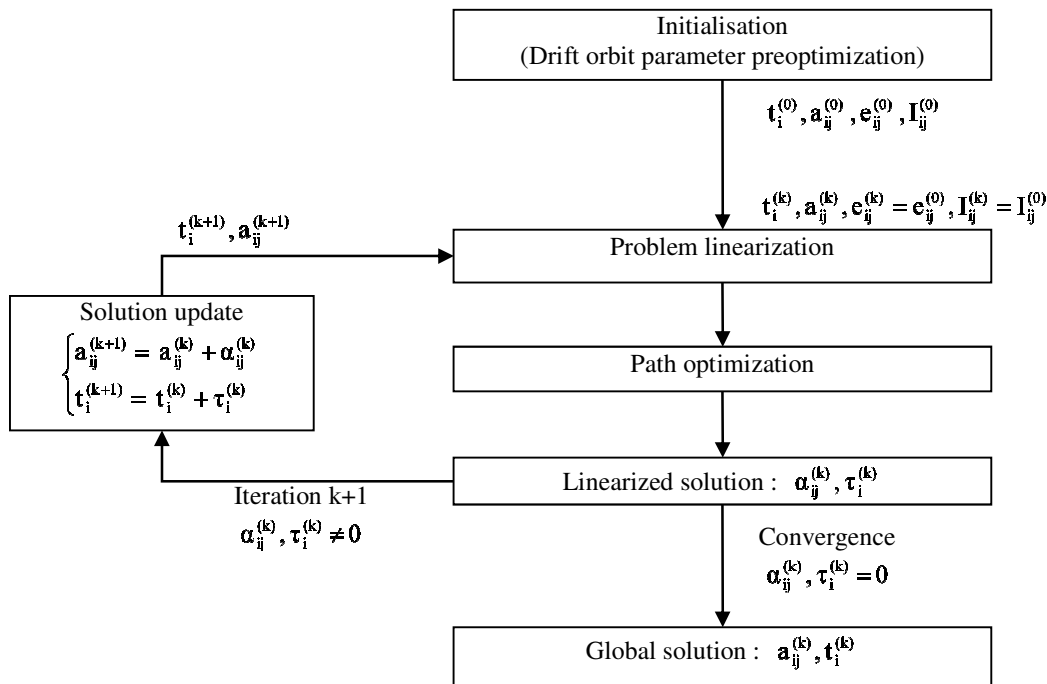 Initialisation
(Drift orbit parameter preoptimization)
t_i^(0), a_ij^(0), e_ij^(0), I_ij^(0)
t_i^(k), a_ij^(k), e_ij^(k) = e_ij^(0), I_ij^(k) = I_ij^(0)
t_i^(k+1), a_ij^(k+1)
Problem linearization
Solution update
{ a_ij^(k+1) = a_ij^(k) + α_ij^(k)
t_i^(k+1) = t_i^(k) + τ_i^(k)
Path optimization
Linearized solution : α_ij^(k), τ_i^(k)
Iteration k+1
α_ij^(k), τ_i^(k) ≠ 0
Convergence
α_ij^(k), τ_i^(k) = 0
Global solution : a_ij^(k), t_i^(k)